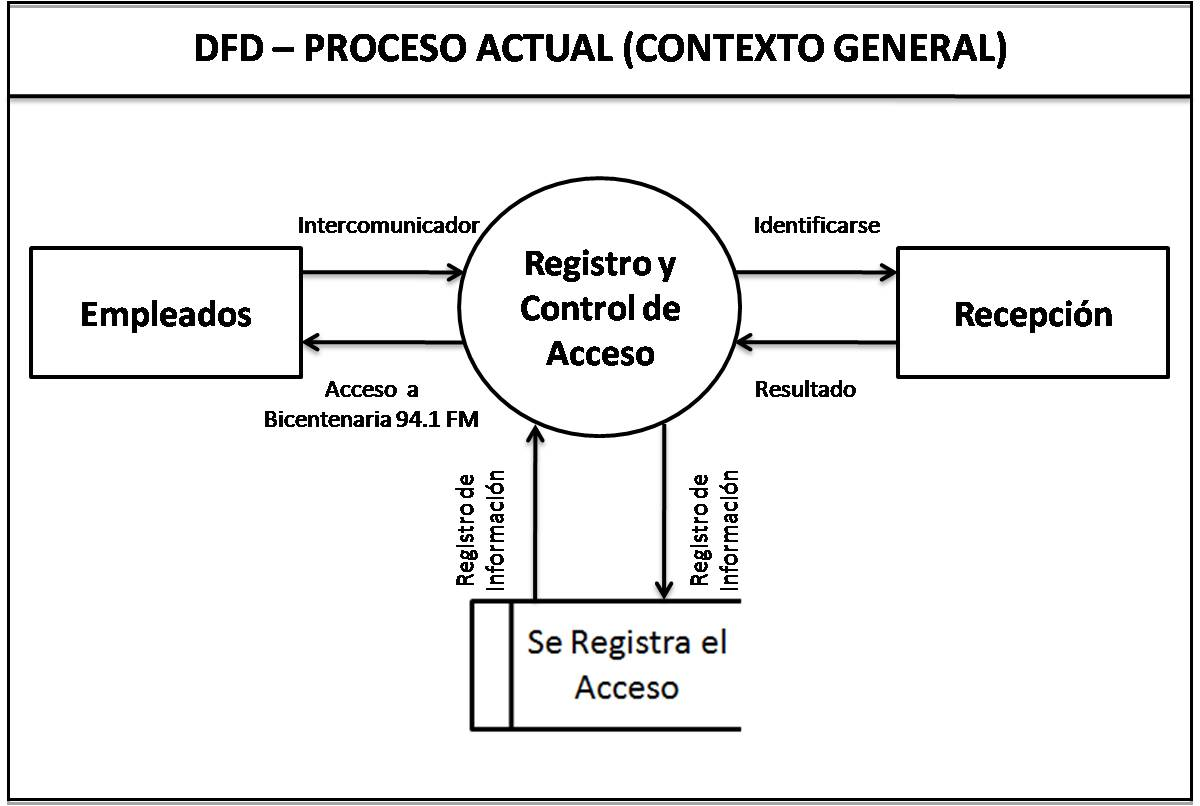 DFD – PROCESO ACTUAL (CONTEXTO GENERAL)
Intercomunicador
Identificarse
Empleados
Registro y
Control de
Acceso
Recepción
Acceso a
Bicentenaria 94.1 FM
Resultado
Registro de
Información
Registro de
Información
Se Registra el
Acceso